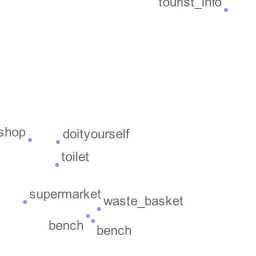 tourist_info
shop
doityourself
toilet
supermarket
waste_basket
bench
bench